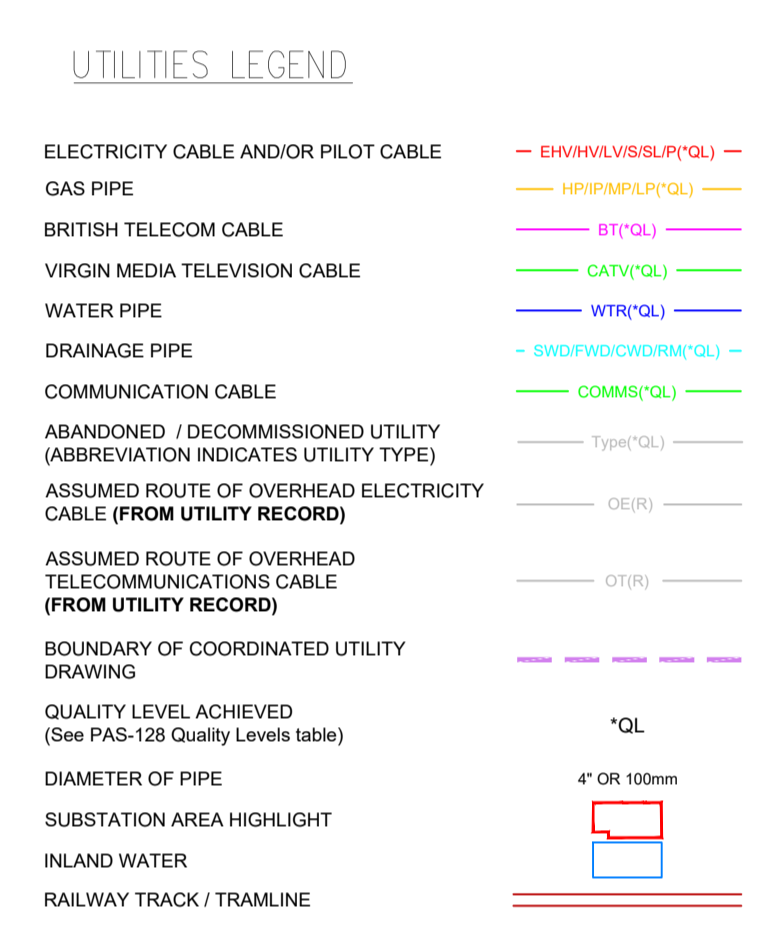 UTILITIES LEGEND
ELECTRICITY CABLE AND/OR PILOT CABLE EHV/HV/LV/S/SL/P(*QL)
GAS PIPE HP/IP/MP/LP(*QL)
BRITISH TELECOM CABLE BT(*QL)
VIRGIN MEDIA TELEVISION CABLE CATV(*QL)
WATER PIPE WTR(*QL)
DRAINAGE PIPE SWD/FWD/CWD/RM(*QL)
COMMUNICATION CABLE COMMS(*QL)
ABANDONED / DECOMMISSIONED UTILITY
(ABBREVIATION INDICATES UTILITY TYPE) Type(*QL)
ASSUMED ROUTE OF OVERHEAD ELECTRICITY
CABLE (FROM UTILITY RECORD) OE(R)
ASSUMED ROUTE OF OVERHEAD
TELECOMMUNICATIONS CABLE OT(R)
(FROM UTILITY RECORD)
BOUNDARY OF COORDINATED UTILITY
DRAWING
QUALITY LEVEL ACHIEVED
(See PAS-128 Quality Levels table) *QL
DIAMETER OF PIPE 4" OR 100mm
SUBSTATION AREA HIGHLIGHT
INLAND WATER
RAILWAY TRACK / TRAMLINE